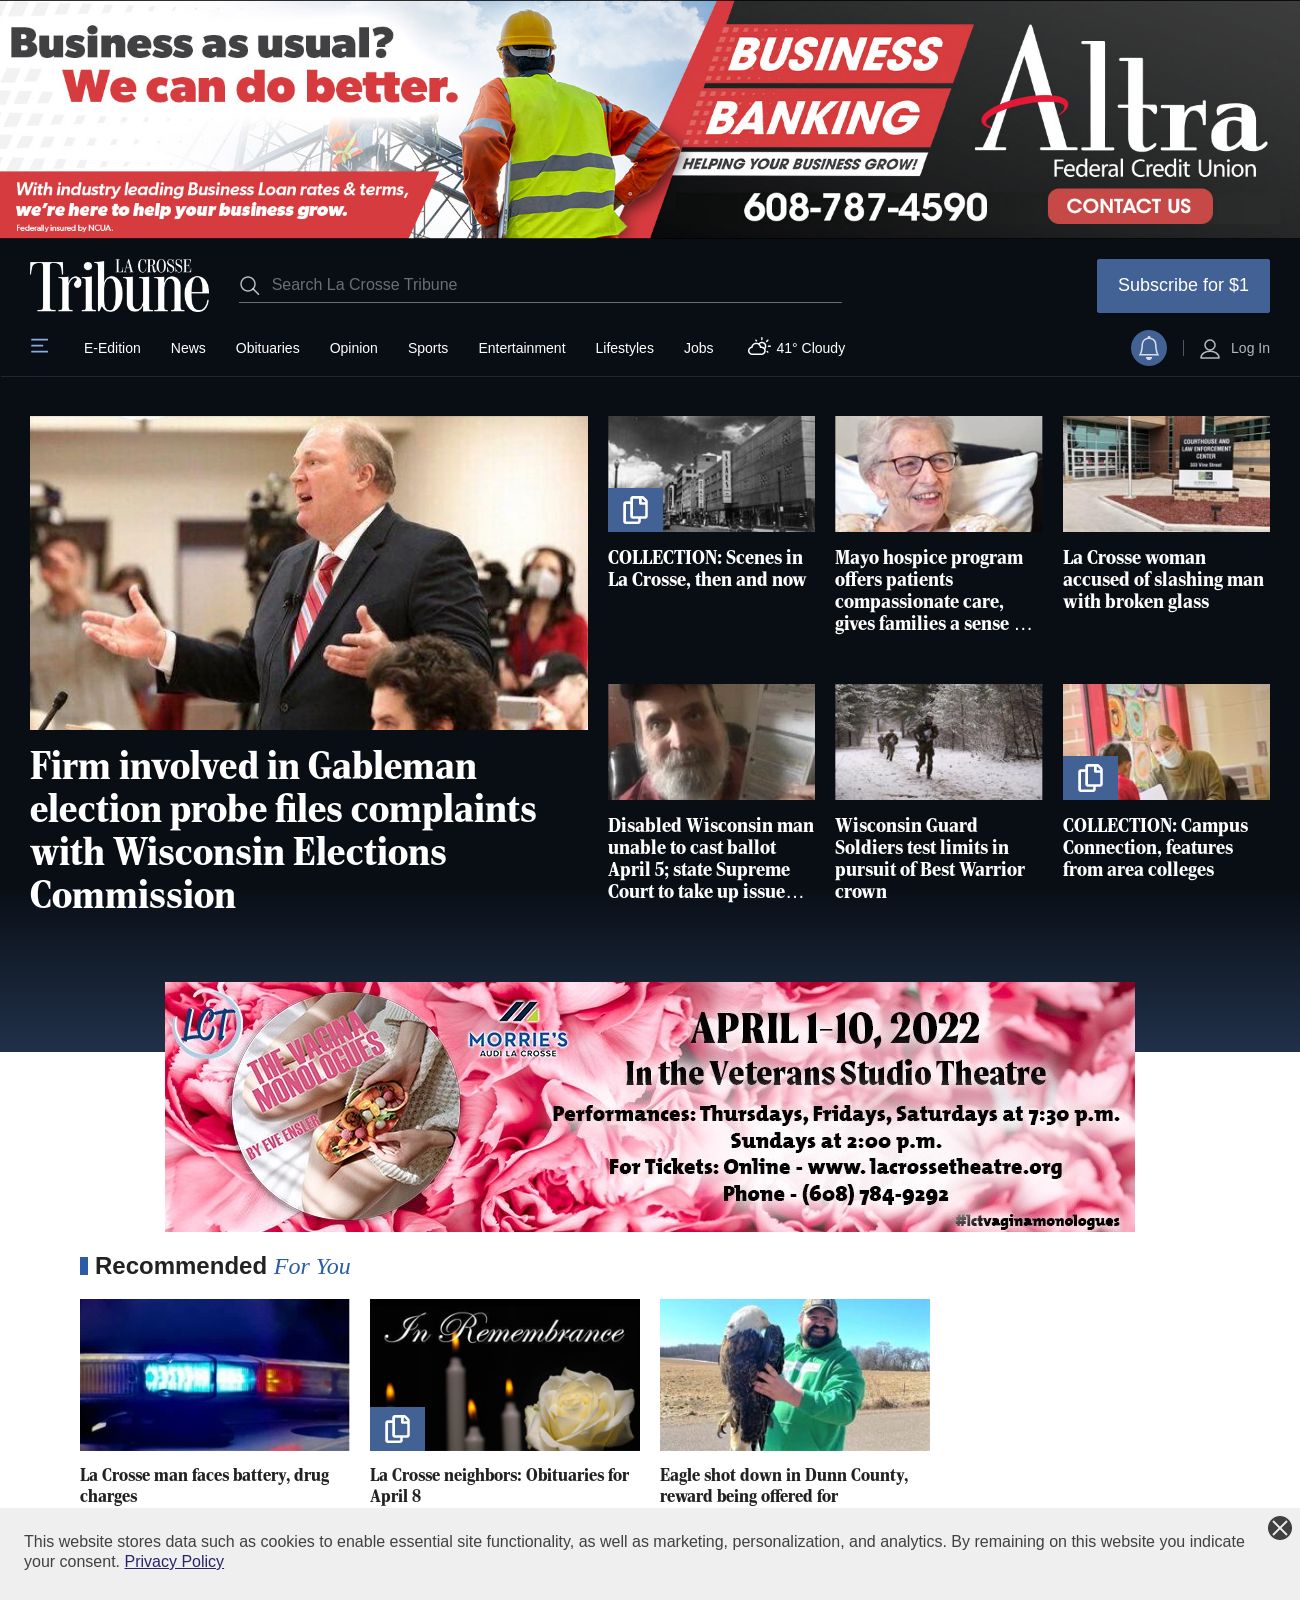 Business as usual?
We can do better.
With industry leading Business Loan rates & terms,
we're here to help your business grow.
Federally insured by NCUA.
BUSINESS
BANKING
HELPING YOUR BUSINESS GROW!
608-787-4590
Altra
Federal Credit Union
CONTACT US
LA CROSSE
Tribune
Search La Crosse Tribune
Subscribe for $1
E-Edition News Obituaries Opinion Sports Entertainment Lifestyles Jobs 41° Cloudy
Log In
Firm involved in Gableman
election probe files complaints
with Wisconsin Elections
Commission
COLLECTION: Scenes in
La Crosse, then and now
Mayo hospice program
offers patients
compassionate care,
gives families a sense …
COURTHOUSE AND
LAW ENFORCEMENT
CENTER
333 Vine Street
La Crosse woman
accused of slashing man
with broken glass
Disabled Wisconsin man
unable to cast ballot
April 5; state Supreme
Court to take up issue…
Wisconsin Guard
Soldiers test limits in
pursuit of Best Warrior
crown
COLLECTION: Campus
Connection, features
from area colleges
LCT
THE VAGINA
MONOLOGUES
BY EVE ENSLER
MORRIE'S
AUDI LA CROSSE
APRIL 1-10, 2022
In the Veterans Studio Theatre
Performances: Thursdays, Fridays, Saturdays at 7:30 p.m.
Sundays at 2:00 p.m.
For Tickets: Online - www. lacrossetheatre.org
Phone - (608) 784-9292
#lctvaginamonologues
Recommended For You
In Remembrance
La Crosse man faces battery, drug
charges
La Crosse neighbors: Obituaries for
April 8
Eagle shot down in Dunn County,
reward being offered for
This website stores data such as cookies to enable essential site functionality, as well as marketing, personalization, and analytics. By remaining on this website you indicate
your consent. Privacy Policy